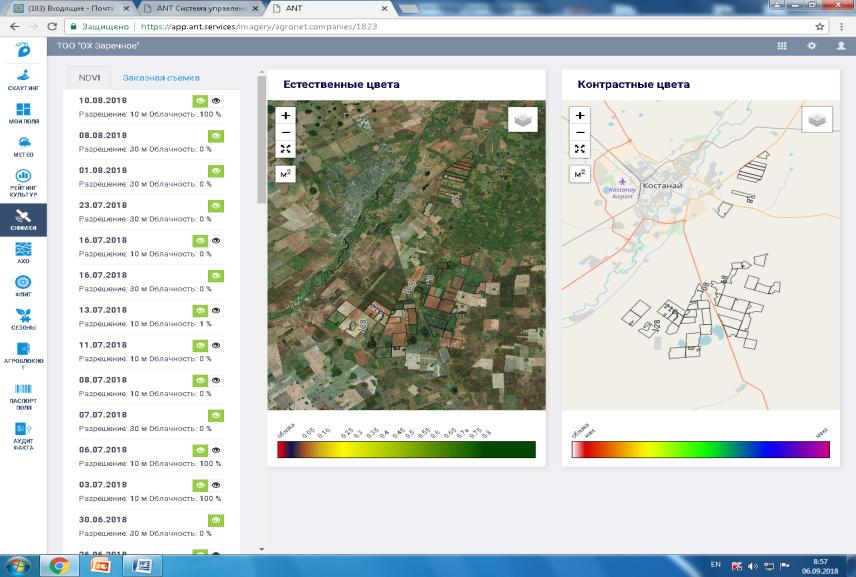 (103) Входящие - Почта
ANT Система управлен
ANT
Защищено
https://app.ant.services/imagery/agronet.companies/1823
ТОО "ОХ Заречное"
СКАУТИНГ
МОИ ПОЛЯ
МЕТЕО
РЕЙТИНГ КУЛЬТУР
СНИМКИ
АХО
ФЛИТ
СЕЗОНЫ
АГРОБЛОКНОТ
ПАСПОРТ ПОЛЯ
АУДИТ ФАКТА
NDVI
Заказная съемка
10.08.2018
Разрешение: 10 м Облачность: 100 %
08.08.2018
Разрешение: 30 м Облачность: 0 %
01.08.2018
Разрешение: 30 м Облачность: 0 %
23.07.2018
Разрешение: 30 м Облачность: 0 %
16.07.2018
Разрешение: 10 м Облачность: 0 %
16.07.2018
Разрешение: 30 м Облачность: 0 %
13.07.2018
Разрешение: 10 м Облачность: 1 %
11.07.2018
Разрешение: 10 м Облачность: 0 %
08.07.2018
Разрешение: 10 м Облачность: 0 %
07.07.2018
Разрешение: 30 м Облачность: 0 %
06.07.2018
Разрешение: 10 м Облачность: 100 %
03.07.2018
Разрешение: 10 м Облачность: 100 %
30.06.2018
Разрешение: 30 м Облачность: 0 %
Естественные цвета
+
−
м²
облака 0.05 0.15 0.25 0.3 0.35 0.4 0.45 0.5 0.55 0.6 0.65 0.7 0.75 0.8
Контрастные цвета
+
−
м²
Kostanay Airport
Костанай
облака
мин
макс
EN
8:57
06.09.2018